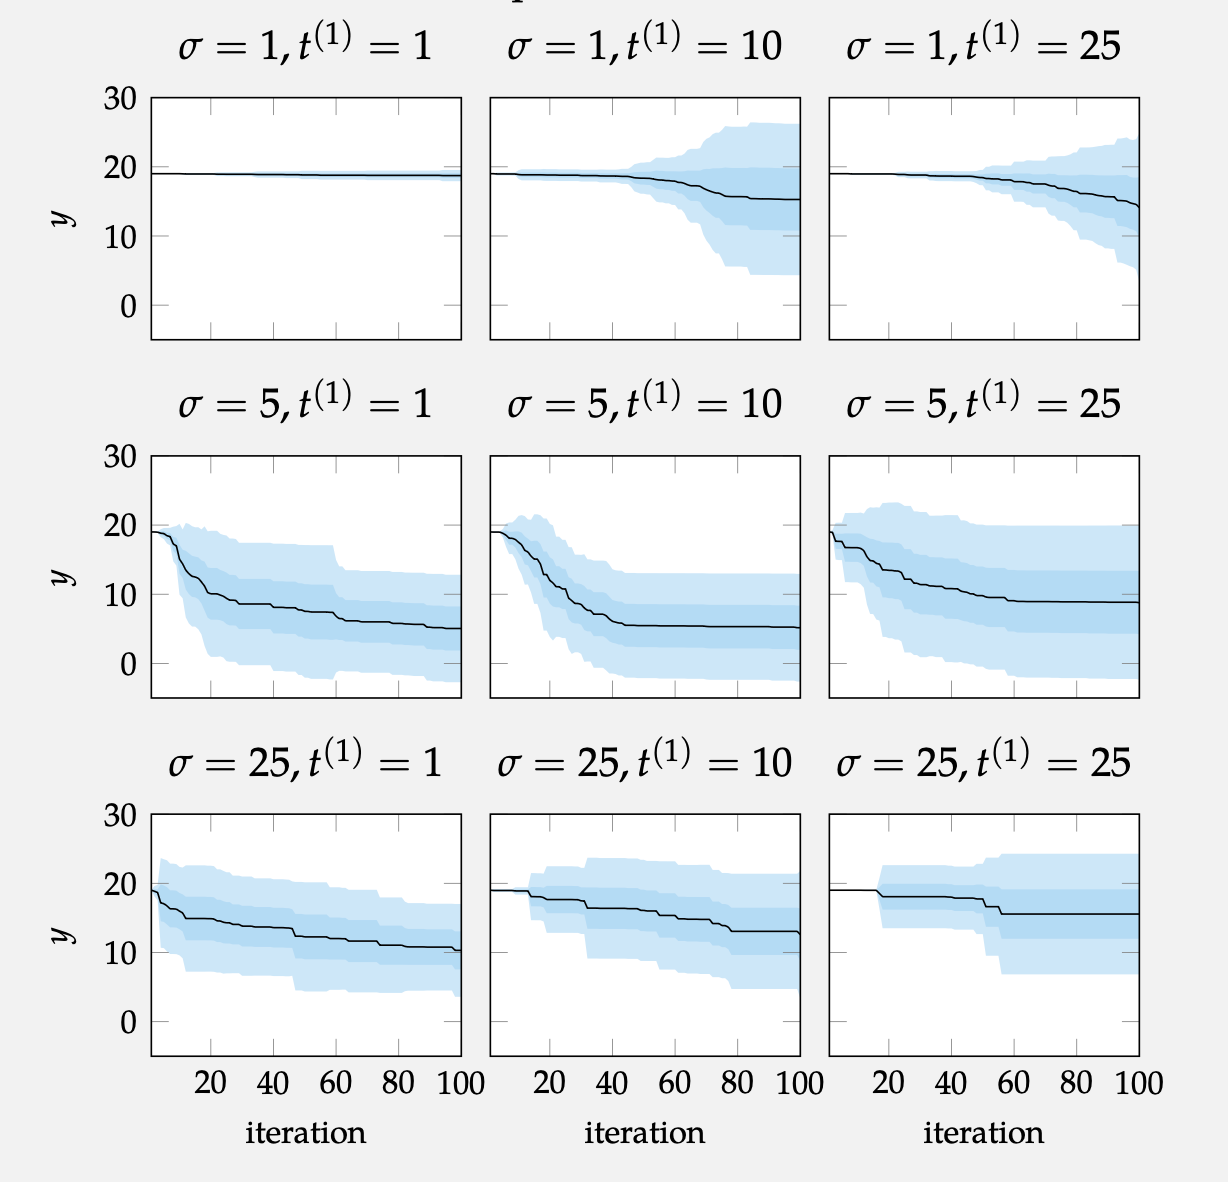 σ = 1, t⁽¹⁾ = 1 σ = 1, t⁽¹⁾ = 10 σ = 1, t⁽¹⁾ = 25
30
20
10
0
y
σ = 5, t⁽¹⁾ = 1 σ = 5, t⁽¹⁾ = 10 σ = 5, t⁽¹⁾ = 25
30
20
10
0
y
σ = 25, t⁽¹⁾ = 1 σ = 25, t⁽¹⁾ = 10 σ = 25, t⁽¹⁾ = 25
30
20
10
0
y
20 40 60 80 100 20 40 60 80 100 20 40 60 80 100
iteration iteration iteration